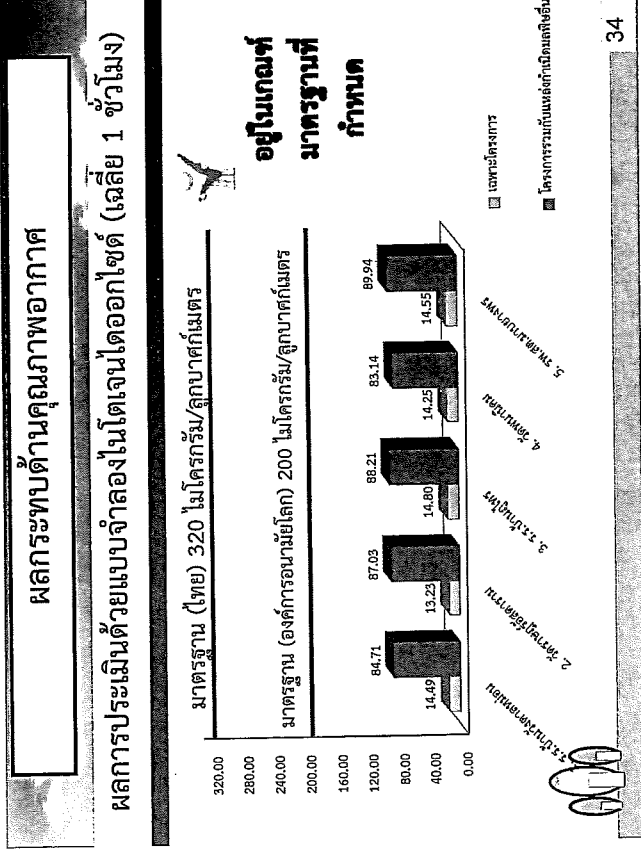 ผลกระทบด้านคุณภาพอากาศ
ผลการประเมินด้วยแบบจำลองไนโตเจนไดออกไซด์ (เฉลี่ย 1 ชั่วโมง)
มาตรฐาน (ไทย) 320 ไมโครกรัม/ลูกบาศก์เมตร
มาตรฐาน (องค์การอนามัยโลก) 200 ไมโครกรัม/ลูกบาศก์เมตร
อยู่ในเกณฑ์
มาตรฐานที่
กำหนด
320.00
280.00
240.00
200.00
160.00
120.00
80.00
40.00
0.00
14.49
84.71
13.23
87.03
14.80
88.21
14.25
83.14
14.55
89.94
เฉพาะโครงการ
โครงการรวมกับแหล่งกำเนิดมลพิษอื่น
34